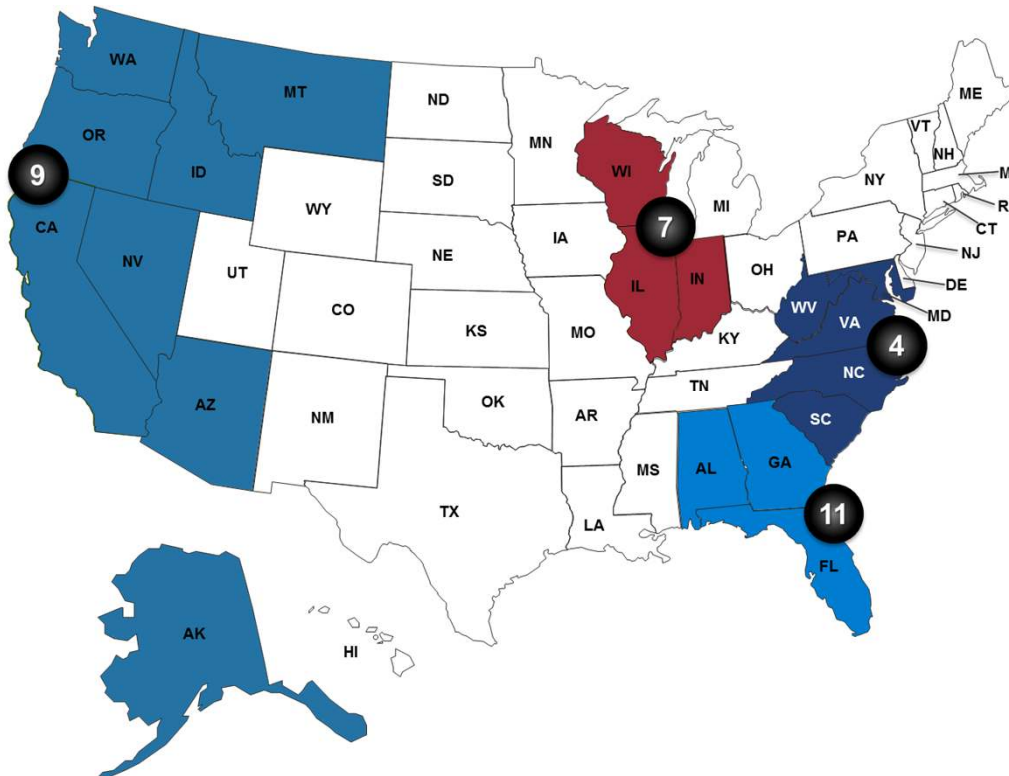 WA
MT
ND
ME
OR
MN
VT
NH
ID
SD
WI
NY
M
9
WY
MI
R
CA
7
CT
IA
PA
NV
NE
NJ
UT
IL
IN
OH
DE
CO
WV
MD
KS
MO
VA
KY
4
NC
TN
AZ
OK
AR
SC
NM
MS
AL
GA
TX
11
LA
FL
AK
HI